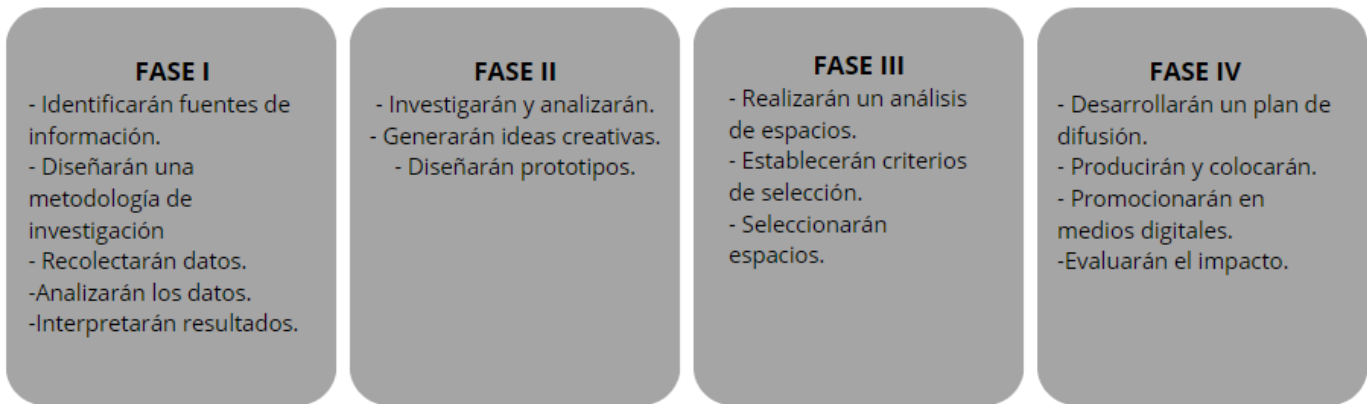 FASE I
- Identificarán fuentes de
información.
- Diseñarán una
metodología de
investigación
- Recolectarán datos.
-Analizarán los datos.
-Interpretarán resultados.
FASE II
- Investigarán y analizarán.
- Generarán ideas creativas.
- Diseñarán prototipos.
FASE III
- Realizarán un análisis
de espacios.
- Establecerán criterios
de selección.
- Seleccionarán
espacios.
FASE IV
- Desarrollarán un plan de
difusión.
- Producirán y colocarán.
- Promocionarán en
medios digitales.
-Evaluarán el impacto.